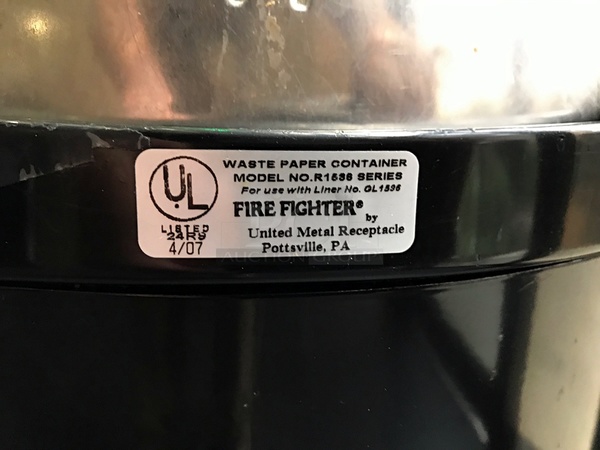 UL
LISTED
24R9
4/07
WASTE PAPER CONTAINER
MODEL NO.R1536 SERIES
For use with Liner No. GL1536
FIRE FIGHTER®
by
United Metal Receptacle
Pottsville, PA